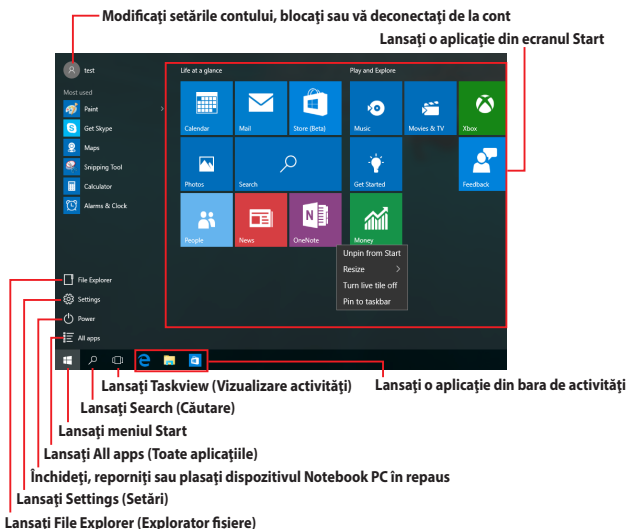 Modificați setările contului, blocați sau vă deconectați de la cont
Lansați o aplicație din ecranul Start
test
Life at a glance
Play and Explore
Most used
Paint
Get Skype
Maps
Snipping Tool
Calculator
Alarms & Clock
Calendar
Mail
Store (Beta)
Music
Movies & TV
Xbox
Photos
Search
Get Started
Feedback
People
News
OneNote
Money
Unpin from Start
Resize
Turn live tile off
Pin to taskbar
File Explorer
Settings
Power
All apps
Lansați Taskview (Vizualizare activități)
Lansați o aplicație din bara de activități
Lansați Search (Căutare)
Lansați meniul Start
Lansați All apps (Toate aplicațiile)
Închideți, reporniți sau plasați dispozitivul Notebook PC în repaus
Lansați Settings (Setări)
Lansați File Explorer (Explorator fișiere)